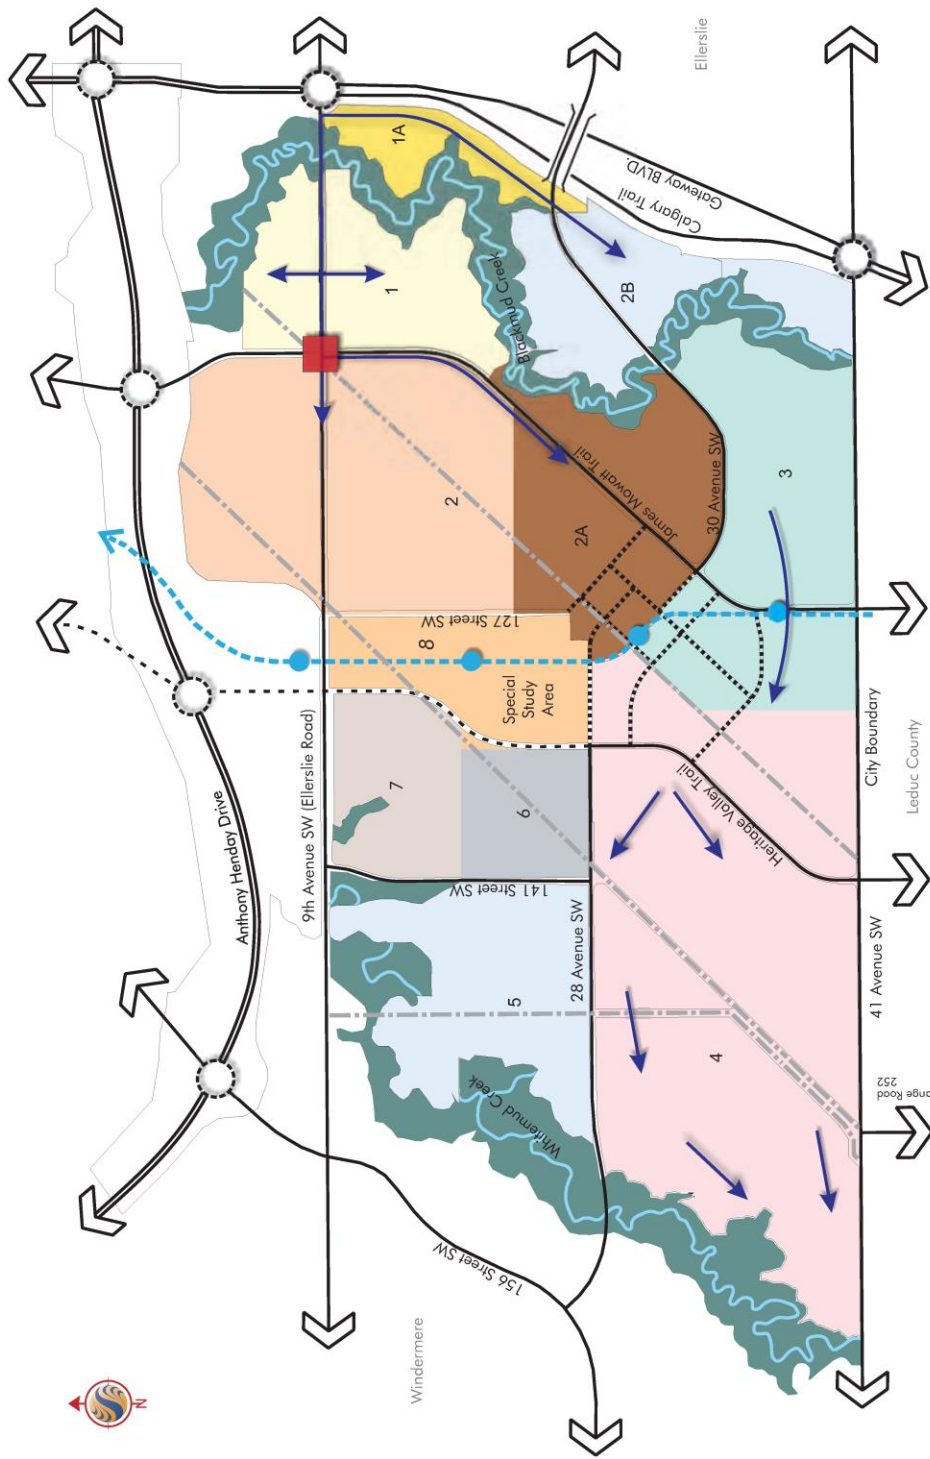 Ellerslie
1A
Gateway BLVD.
Calgary Trail
1
Blackmud Creek
2B
2
2A
James Mowatt Trail
30 Avenue SW
3
127 Street SW
8
Special
Study
Area
9th Avenue SW (Ellerslie Road)
Anthony Henday Drive
7
6
141 Street SW
28 Avenue SW
Heritage Valley Trail
City Boundary
Leduc County
41 Avenue SW
5
4
252
Whitemud Creek
156 Street SW
Windermere
N